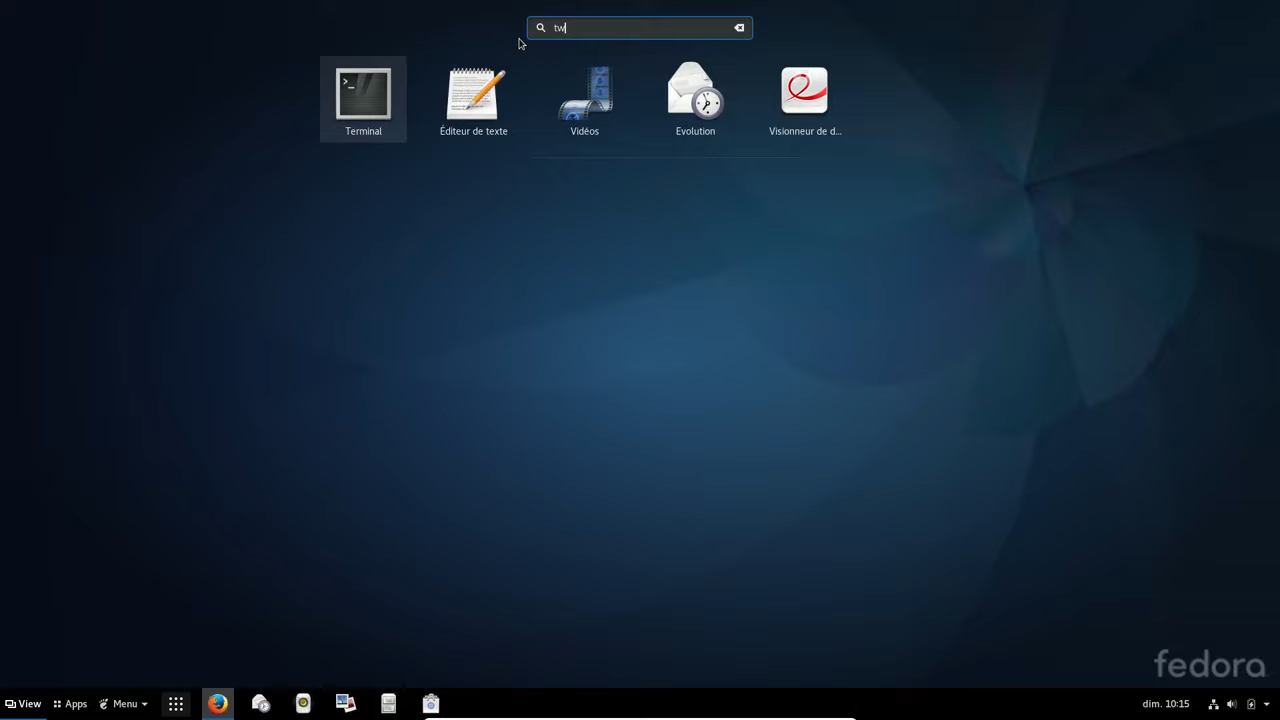 tw
Terminal
Éditeur de texte
Vidéos
Evolution
Visionneur de d...
fedora
View
Apps
Menu
dim. 10:15